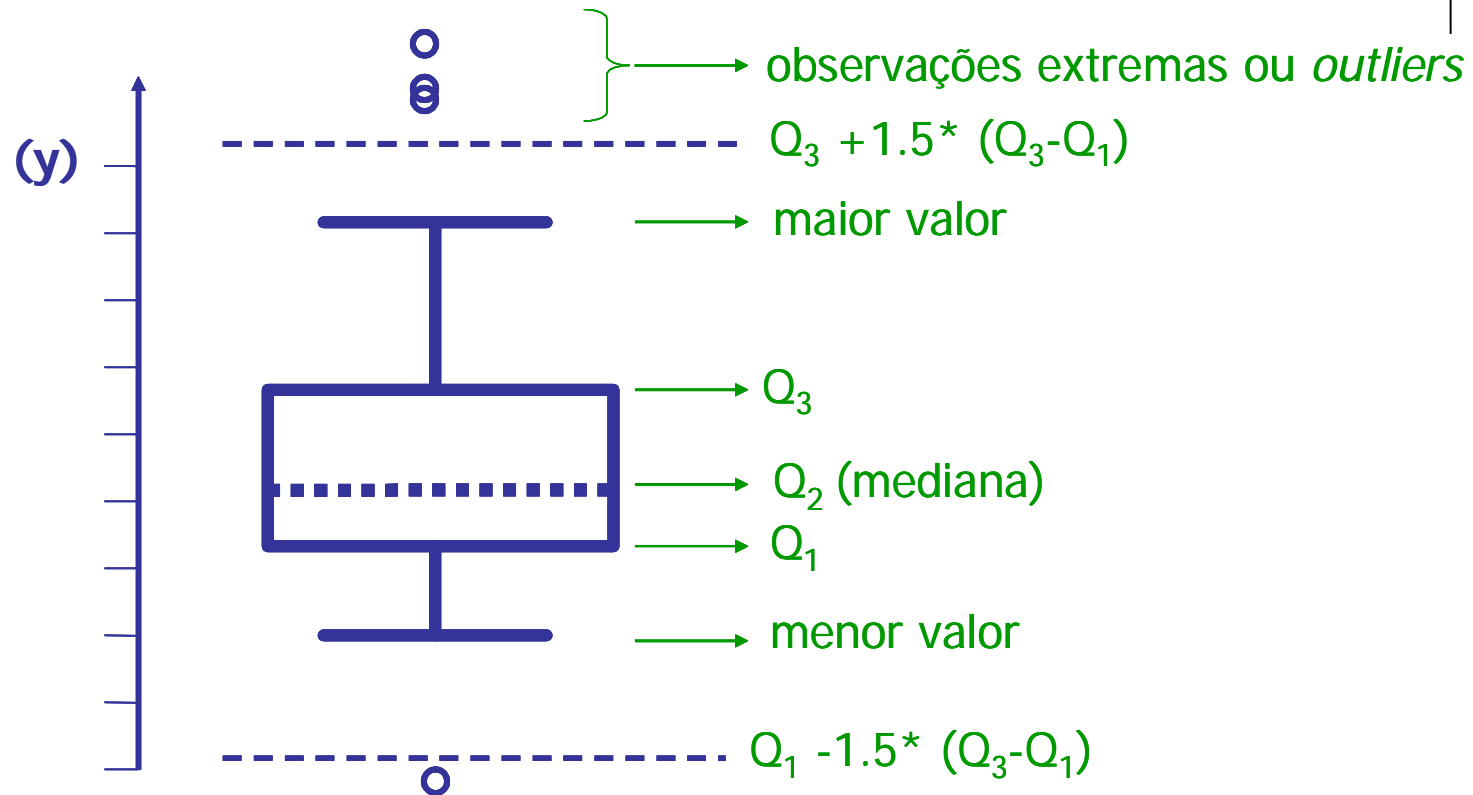 observações extremas ou outliers
(y)
Q₃ +1.5* (Q₃-Q₁)
maior valor
Q₃
Q₂ (mediana)
Q₁
menor valor
Q₁ -1.5* (Q₃-Q₁)